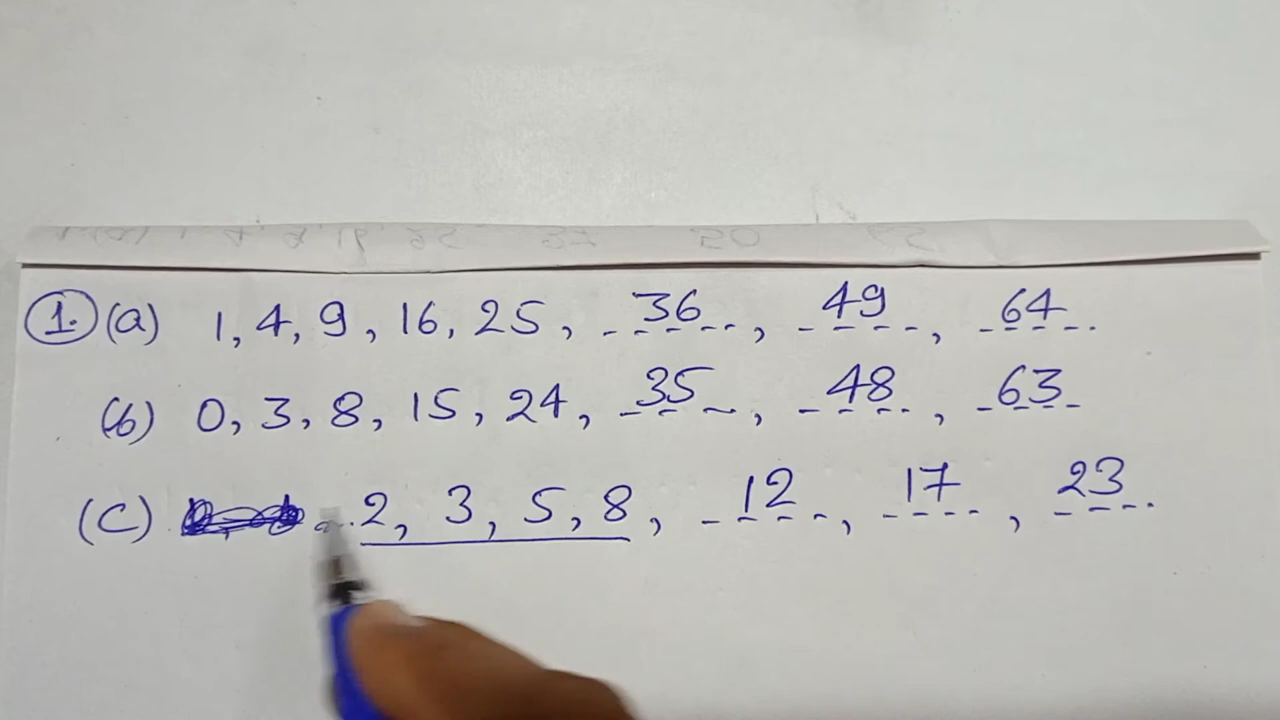 1. (a) 1, 4, 9, 16, 25, 36, 49, 64
(b) 0, 3, 8, 15, 24, 35, 48, 63
(c) 2, 3, 5, 8, 12, 17, 23